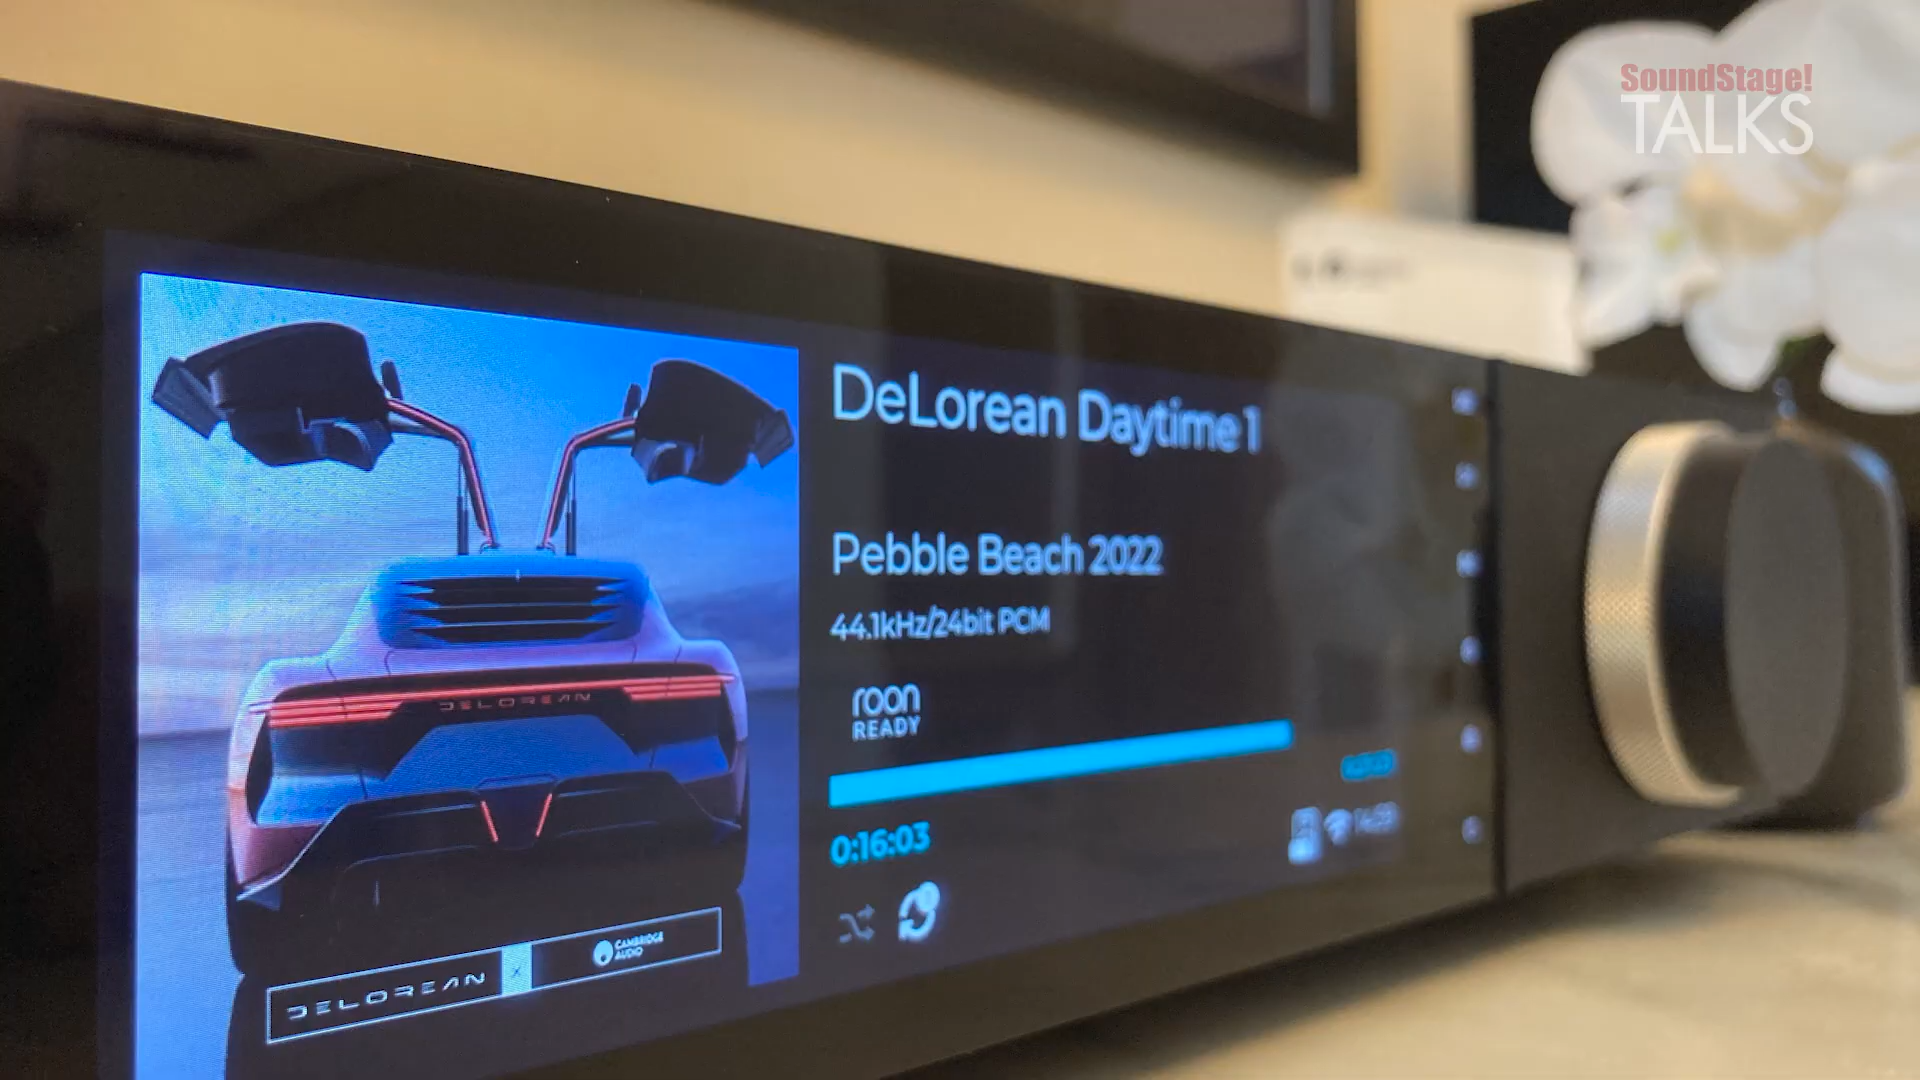 SoundStage!
TALKS
DeLorean Daytime 1
Pebble Beach 2022
44.1kHz/24bit PCM
roon
READY
DELOREAN
0:16:03
DELOREAN X CAMBRIDGE
AUDIO